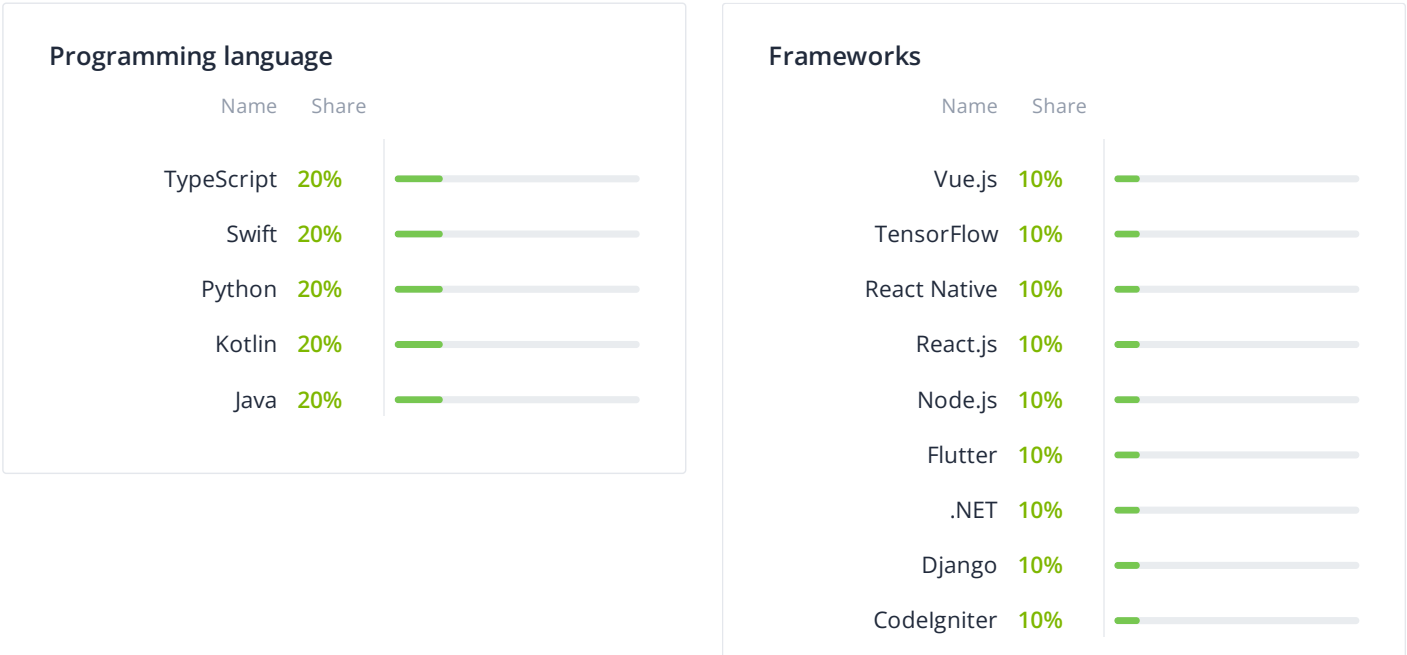 Programming language
Name Share
TypeScript 20%
Swift 20%
Python 20%
Kotlin 20%
Java 20%
Frameworks
Name Share
Vue.js 10%
TensorFlow 10%
React Native 10%
React.js 10%
Node.js 10%
Flutter 10%
.NET 10%
Django 10%
CodeIgniter 10%